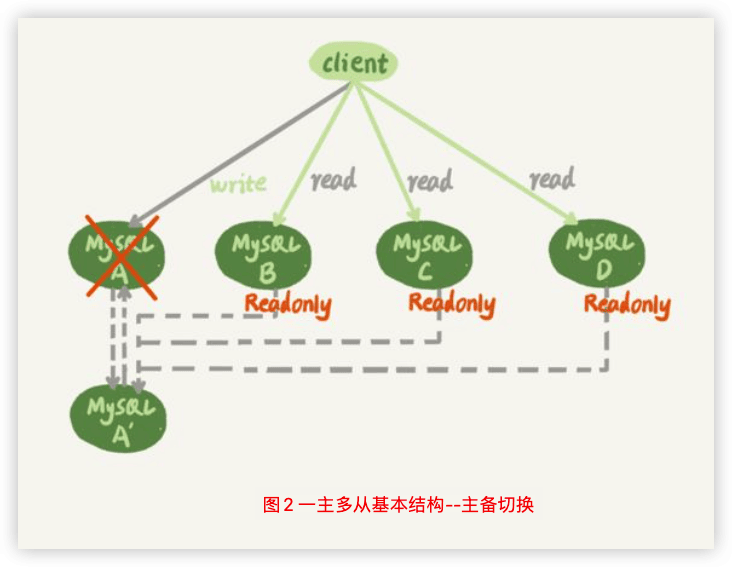 client
write
read
read
read
MySQL
A
MySQL
B
MySQL
C
MySQL
D
Readonly
Readonly
Readonly
MySQL
A'
图2 一主多从基本结构--主备切换